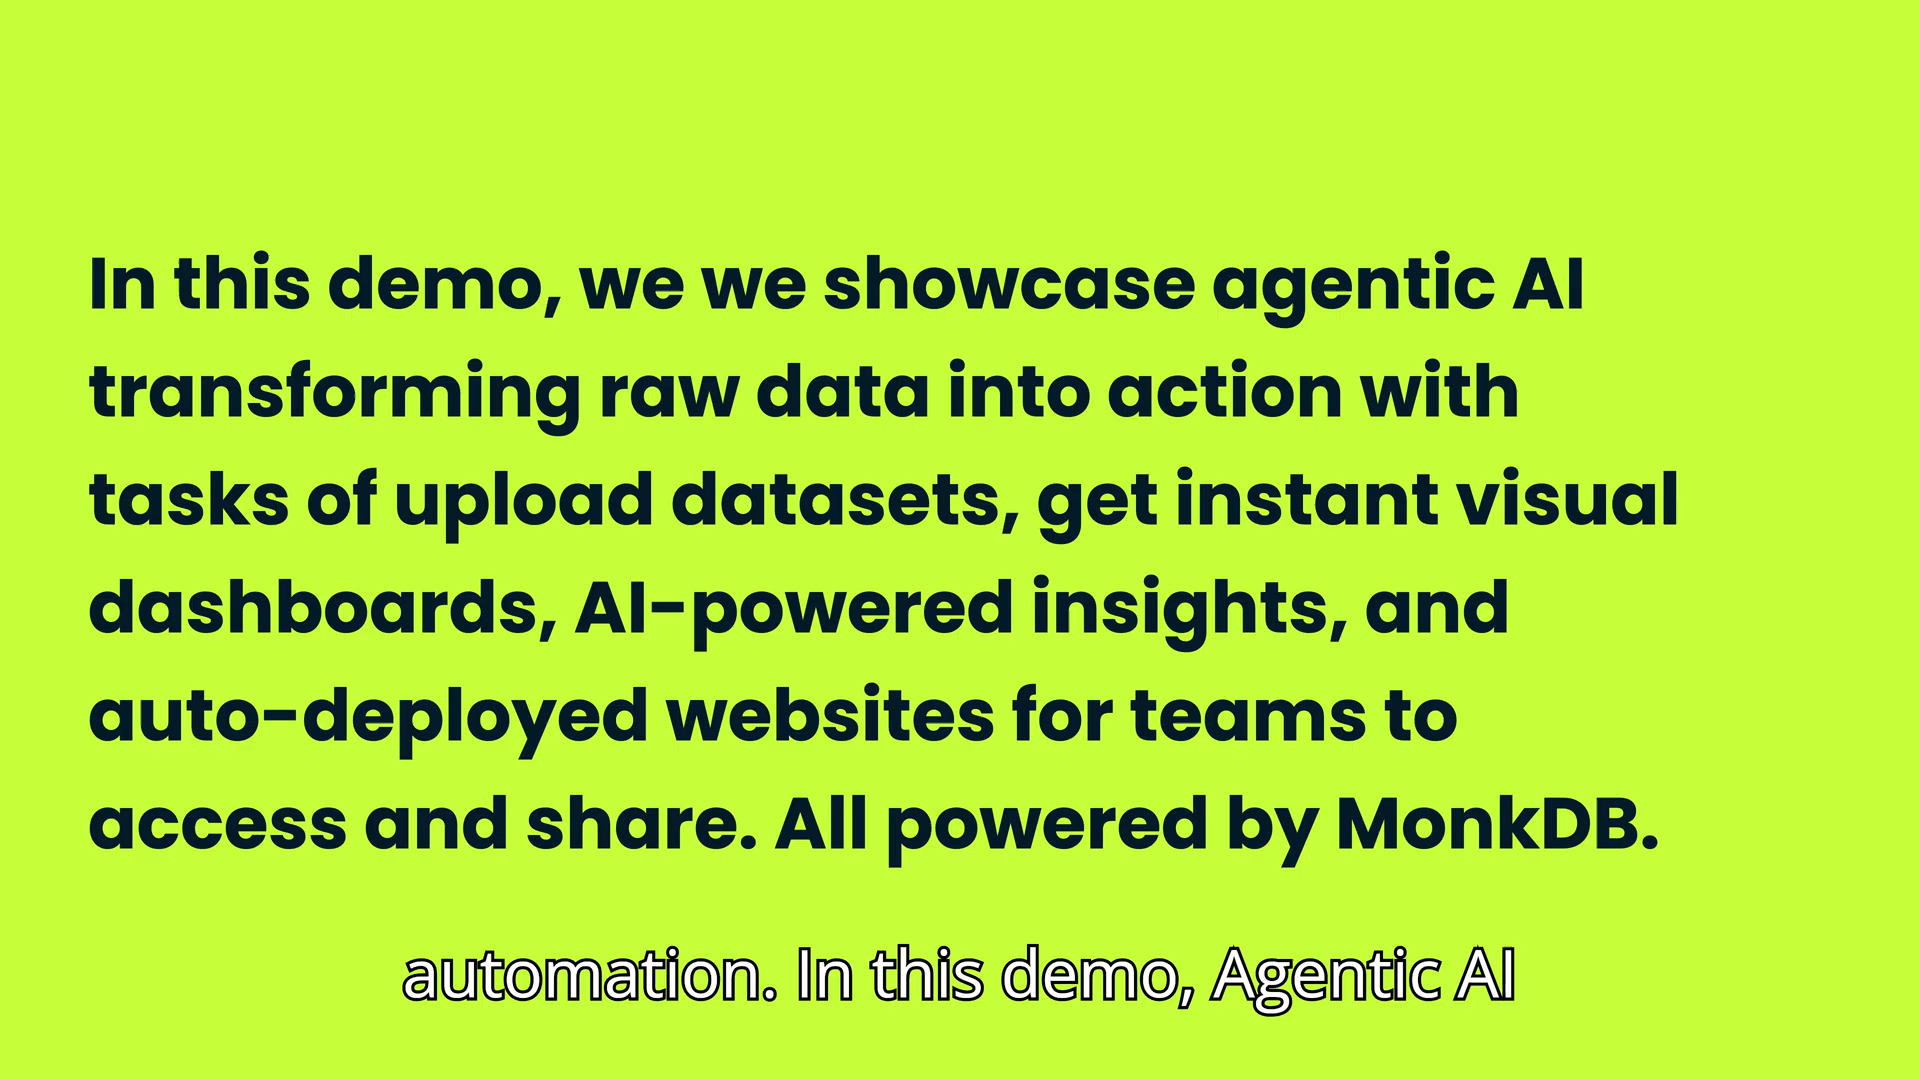 In this demo, we we showcase agentic AI
transforming raw data into action with
tasks of upload datasets, get instant visual
dashboards, AI-powered insights, and
auto-deployed websites for teams to
access and share. All powered by MonkDB.
automation. In this demo, Agentic AI